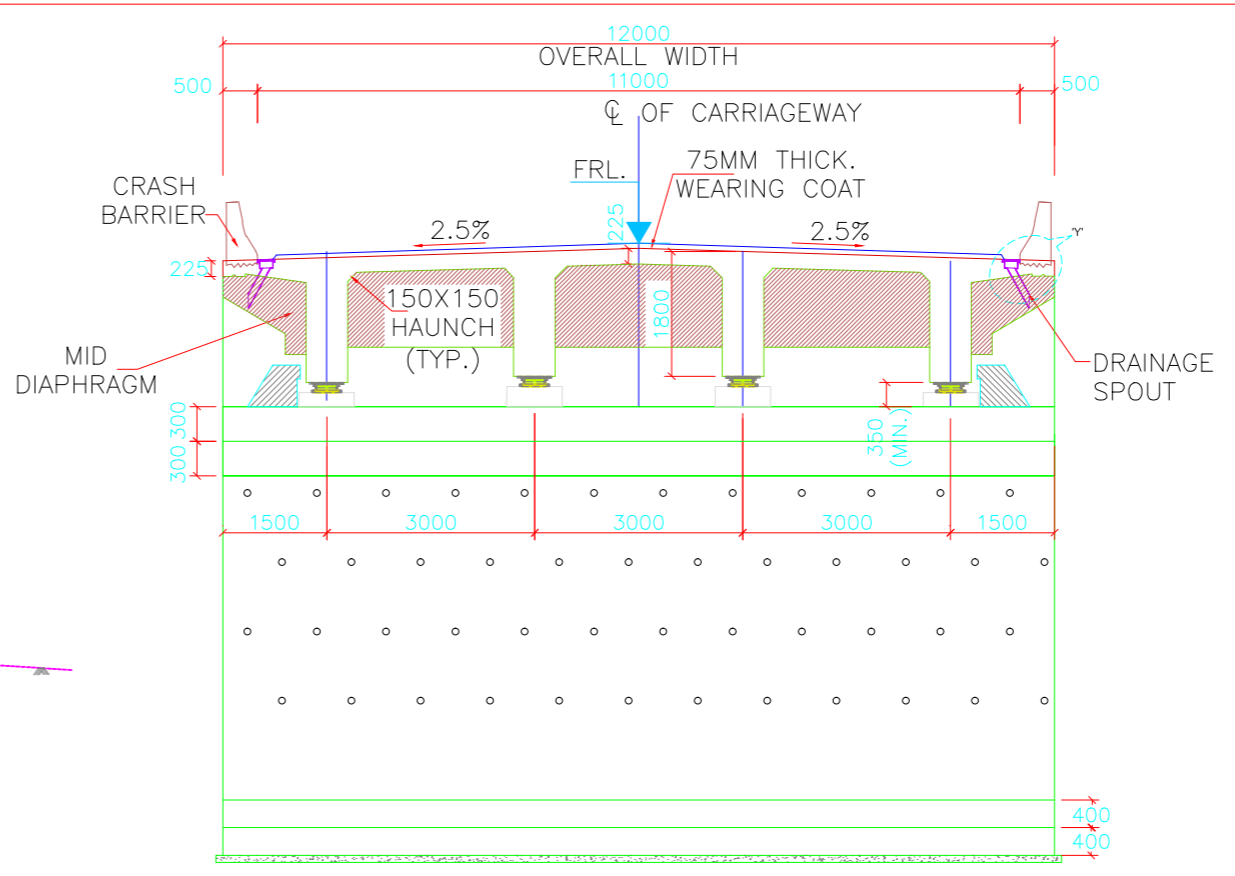 12000
OVERALL WIDTH
500
11000
500
℄ OF CARRIAGEWAY
FRL.
75MM THICK.
WEARING COAT
CRASH
BARRIER
2.5%
225
2.5%
'Y'
225
150X150
HAUNCH
(TYP.)
1800
MID
DIAPHRAGM
DRAINAGE
SPOUT
300
300
350
(MIN.)
1500
3000
3000
3000
1500
400
400